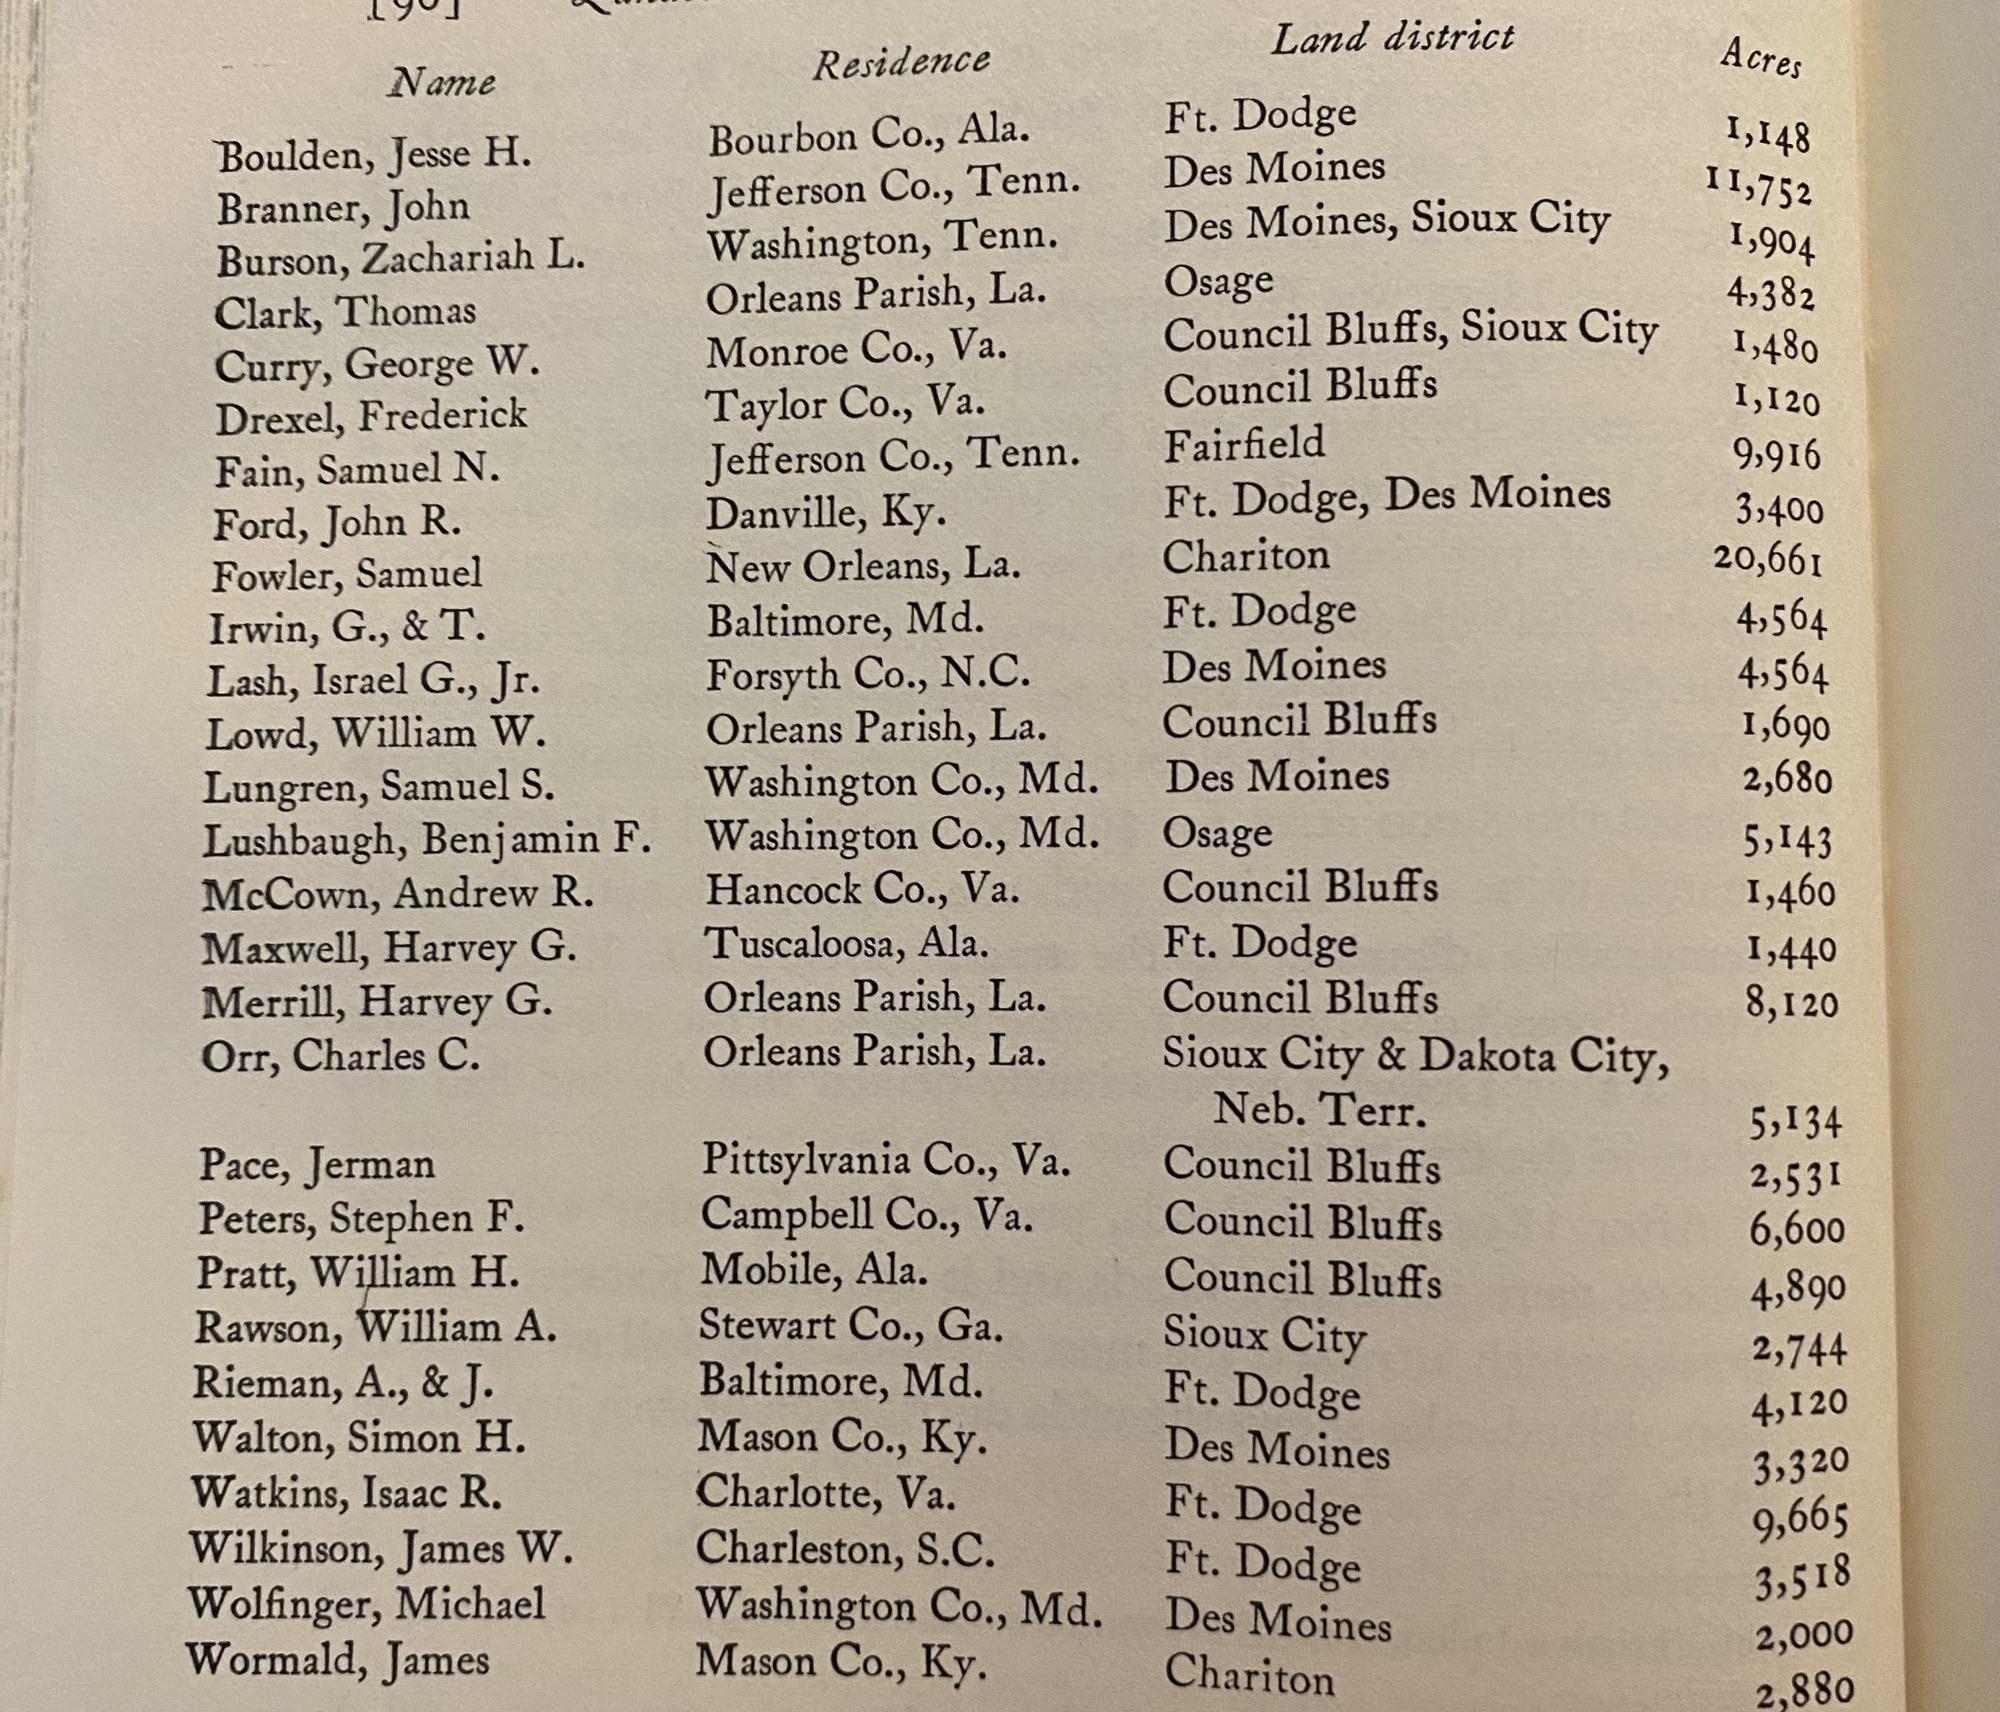 [90]
Name Residence Land district Acres
Boulden, Jesse H. Bourbon Co., Ala. Ft. Dodge 1,148
Branner, John Jefferson Co., Tenn. Des Moines 11,752
Burson, Zachariah L. Washington, Tenn. Des Moines, Sioux City 1,904
Clark, Thomas Orleans Parish, La. Osage 4,382
Curry, George W. Monroe Co., Va. Council Bluffs, Sioux City 1,480
Drexel, Frederick Taylor Co., Va. Council Bluffs 1,120
Fain, Samuel N. Jefferson Co., Tenn. Fairfield 9,916
Ford, John R. Danville, Ky. Ft. Dodge, Des Moines 3,400
Fowler, Samuel New Orleans, La. Chariton 20,661
Irwin, G., & T. Baltimore, Md. Ft. Dodge 4,564
Lash, Israel G., Jr. Forsyth Co., N.C. Des Moines 4,564
Lowd, William W. Orleans Parish, La. Council Bluffs 1,690
Lungren, Samuel S. Washington Co., Md. Des Moines 2,680
Lushbaugh, Benjamin F. Washington Co., Md. Osage 5,143
McCown, Andrew R. Hancock Co., Va. Council Bluffs 1,460
Maxwell, Harvey G. Tuscaloosa, Ala. Ft. Dodge 1,440
Merrill, Harvey G. Orleans Parish, La. Council Bluffs 8,120
Orr, Charles C. Orleans Parish, La. Sioux City & Dakota City,
Neb. Terr. 5,134
Pace, Jerman Pittsylvania Co., Va. Council Bluffs 2,531
Peters, Stephen F. Campbell Co., Va. Council Bluffs 6,600
Pratt, William H. Mobile, Ala. Council Bluffs 4,890
Rawson, William A. Stewart Co., Ga. Sioux City 2,744
Rieman, A., & J. Baltimore, Md. Ft. Dodge 4,120
Walton, Simon H. Mason Co., Ky. Des Moines 3,320
Watkins, Isaac R. Charlotte, Va. Ft. Dodge 9,665
Wilkinson, James W. Charleston, S.C. Ft. Dodge 3,518
Wolfinger, Michael Washington Co., Md. Des Moines 2,000
Wormald, James Mason Co., Ky. Chariton 2,880